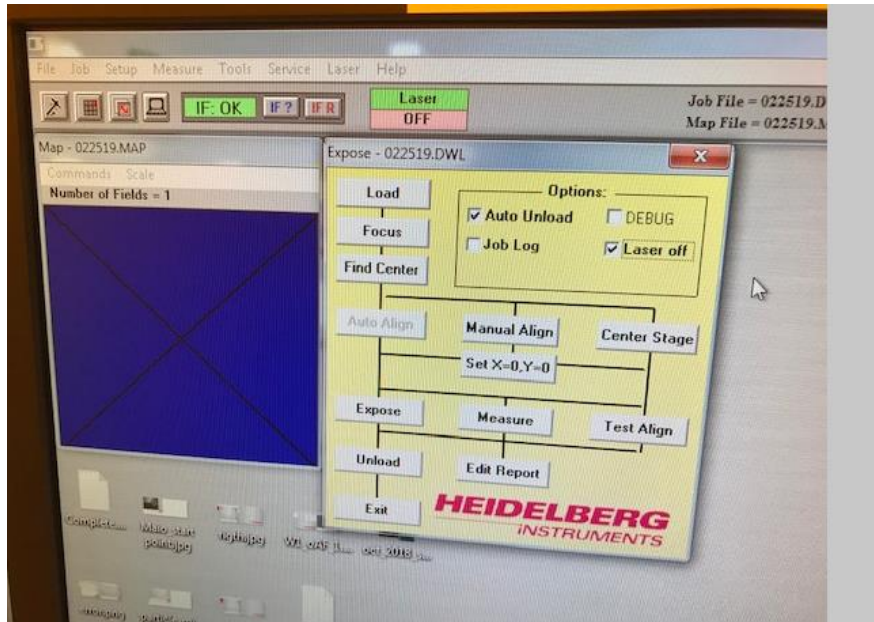 File Job Setup Measure Tools Service Laser Help
IF: OK IF ? IF R
Laser
OFF
Job File = 022519.D
Map File = 022519.M
Map - 022519.MAP
Commands Scale
Number of Fields = 1
Expose - 022519.DWL
X
Load
Focus
Find Center
Options:
Auto Unload
DEBUG
Job Log
Laser off
Auto Align
Manual Align
Center Stage
Set X=0,Y=0
Expose
Measure
Test Align
Unload
Edit Report
Exit
HEIDELBERG
INSTRUMENTS
Complete...